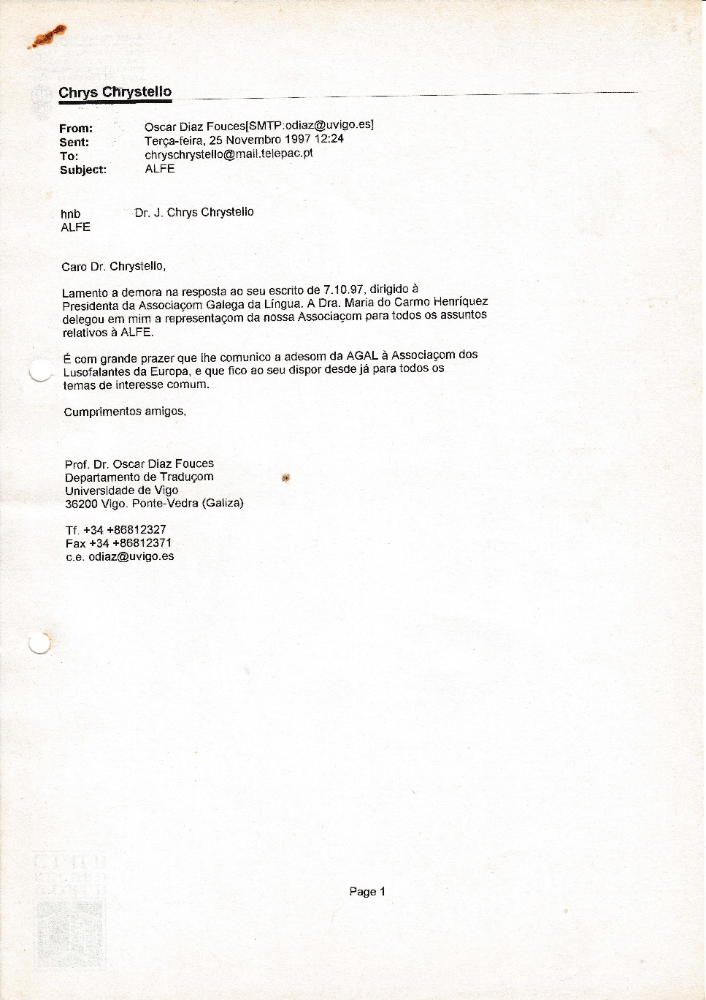 Chrys Chrystello
From: Oscar Diaz Fouces[SMTP:odiaz@uvigo.es]
Sent: Terça-feira, 25 Novembro 1997 12:24
To: chryschrystello@mail.telepac.pt
Subject: ALFE
hnb Dr. J. Chrys Chrystello
ALFE
Caro Dr. Chrystello,
Lamento a demora na resposta ao seu escrito de 7.10.97, dirigido à
Presidenta da Associaçom Galega da Língua. A Dra. Maria do Carmo Henríquez
delegou em mim a representaçom da nossa Associaçom para todos os assuntos
relativos à ALFE.
É com grande prazer que lhe comunico a adesom da AGAL à Associaçom dos
Lusofalantes da Europa, e que fico ao seu dispor desde já para todos os
temas de interesse comum.
Cumprimentos amigos,
Prof. Dr. Oscar Diaz Fouces
Departamento de Traduçom
Universidade de Vigo
36200 Vigo. Ponte-Vedra (Galiza)
Tf. +34 +86812327
Fax +34 +86812371
c.e. odiaz@uvigo.es
Page 1